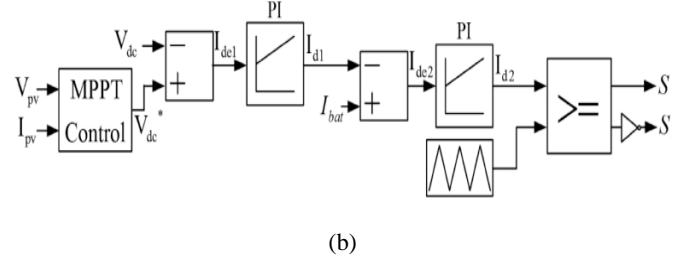 PI
V_dc
−
I_de1
I_d1
PI
+
−
I_de2
I_d2
V_pv
MPPT
I_bat
+
>=
S
I_pv
Control
V_dc*
S
(b)